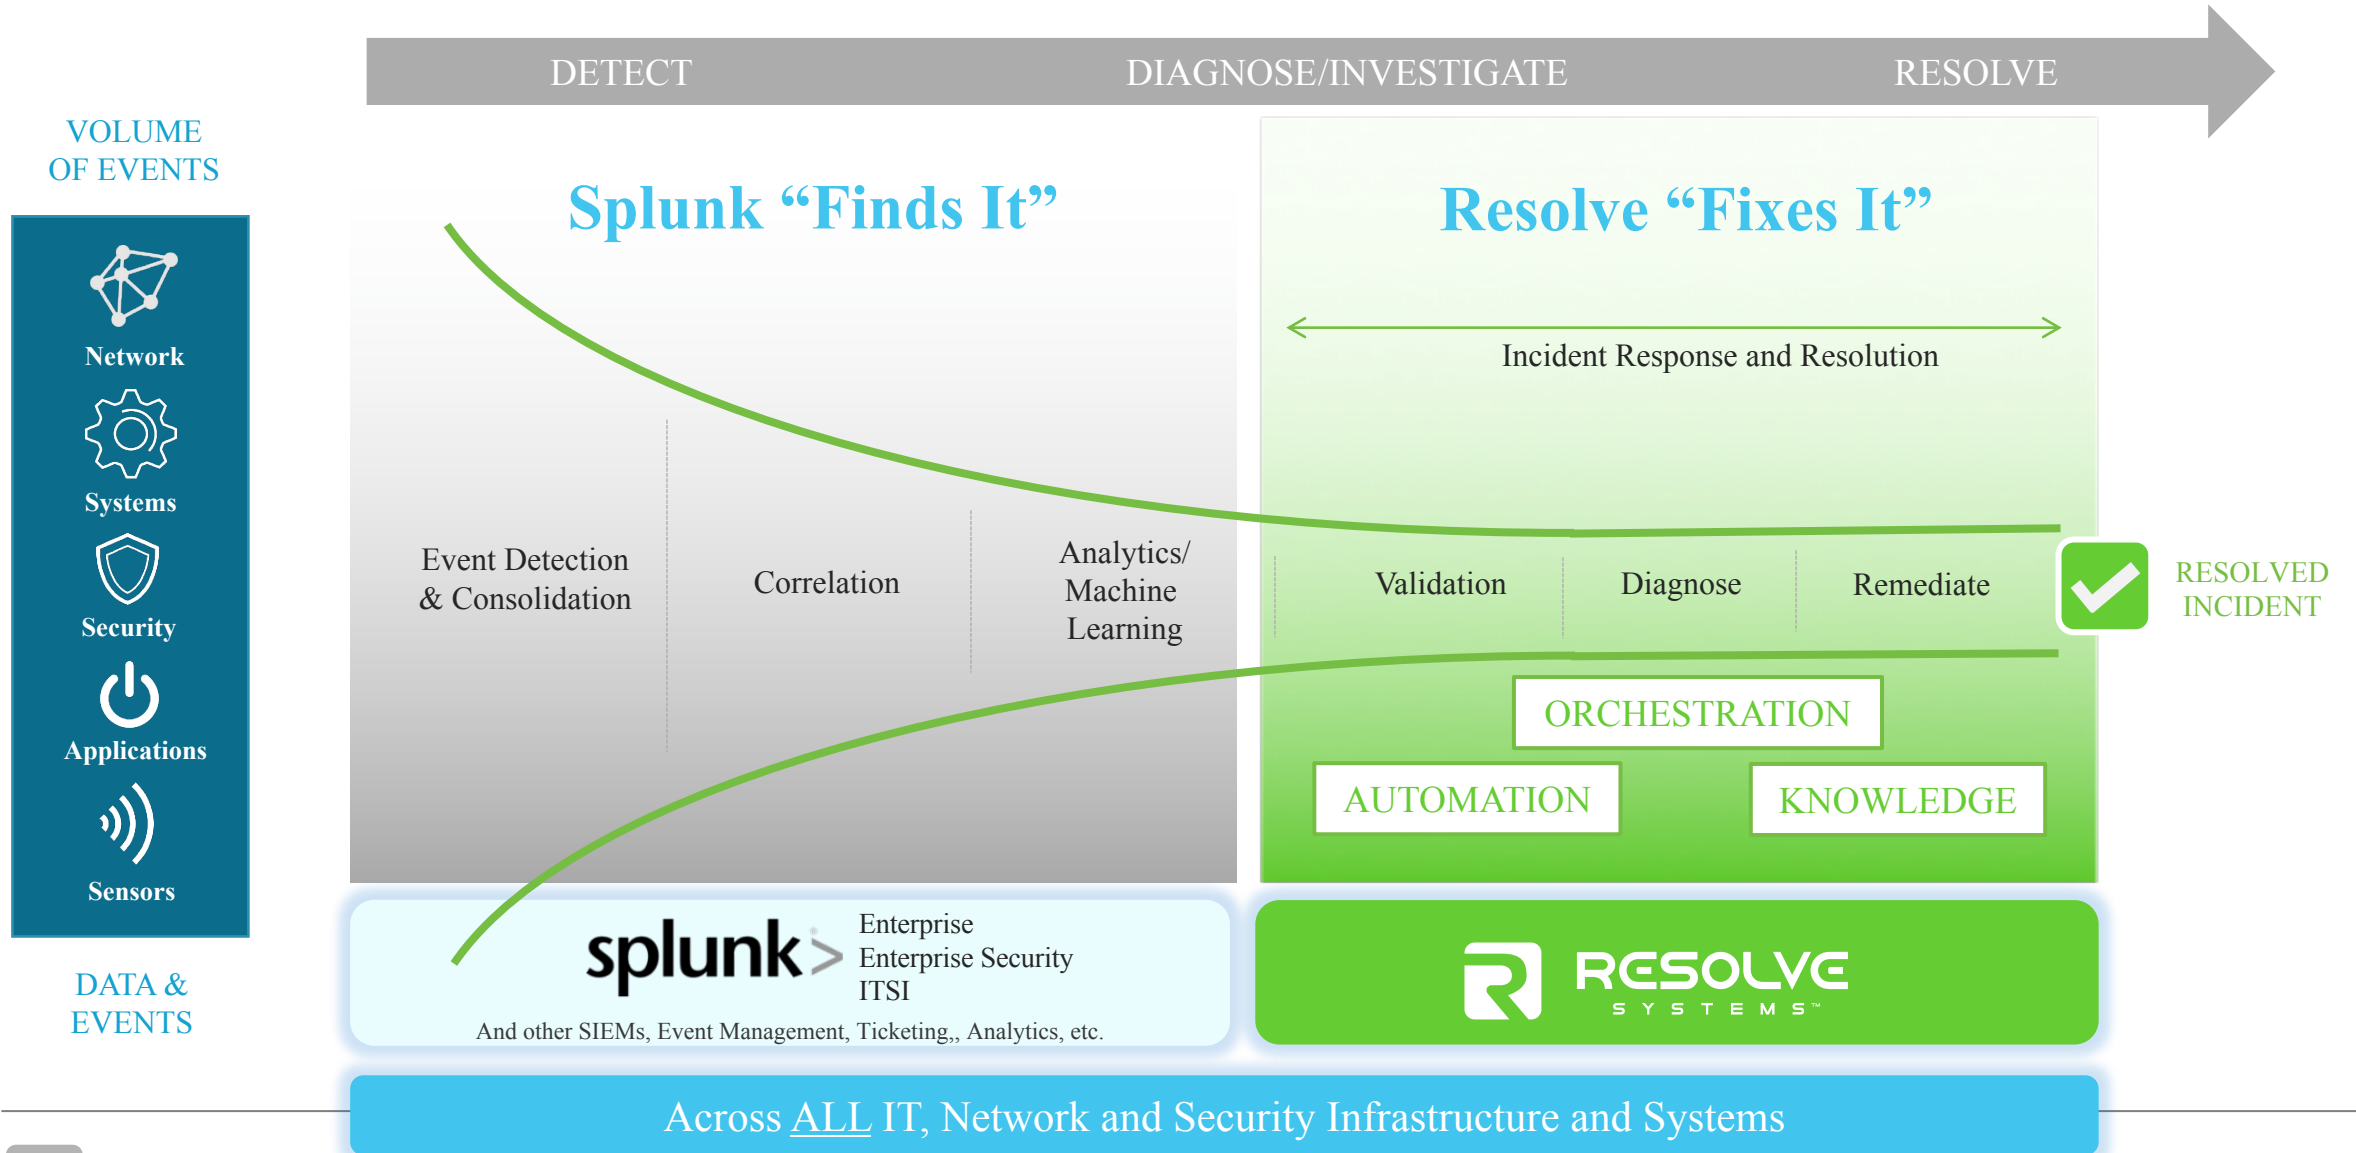 DETECT
DIAGNOSE/INVESTIGATE
RESOLVE
VOLUME
OF EVENTS
Network
Systems
Security
Applications
Sensors
DATA &
EVENTS
Splunk “Finds It”
Event Detection
& Consolidation
Correlation
Analytics/
Machine
Learning
Resolve “Fixes It”
Incident Response and Resolution
Validation
Diagnose
Remediate
RESOLVED
INCIDENT
ORCHESTRATION
AUTOMATION
KNOWLEDGE
splunk>
Enterprise
Enterprise Security
ITSI
And other SIEMs, Event Management, Ticketing,, Analytics, etc.
RESOLVE
SYSTEMS™
Across ALL IT, Network and Security Infrastructure and Systems